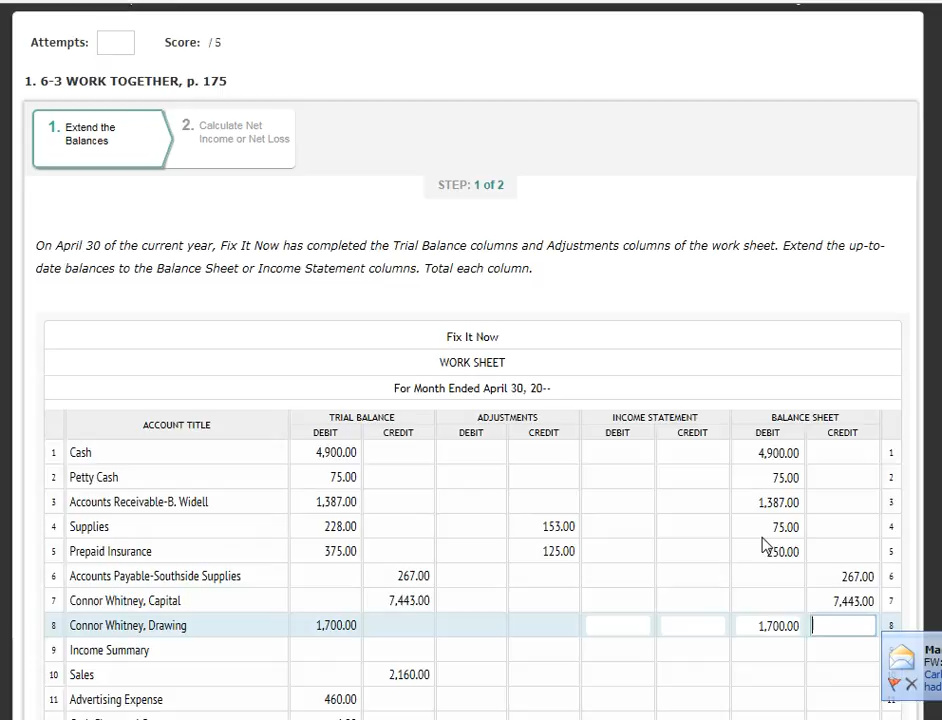 Attempts: Score: / 5
1. 6-3 WORK TOGETHER, p. 175
1. Extend the Balances
2. Calculate Net Income or Net Loss
STEP: 1 of 2
On April 30 of the current year, Fix It Now has completed the Trial Balance columns and Adjustments columns of the work sheet. Extend the up-to-
date balances to the Balance Sheet or Income Statement columns. Total each column.
Fix It Now
WORK SHEET
For Month Ended April 30, 20--
ACCOUNT TITLE TRIAL BALANCE ADJUSTMENTS INCOME STATEMENT BALANCE SHEET
DEBIT CREDIT DEBIT CREDIT DEBIT CREDIT DEBIT CREDIT
1 Cash 4,900.00 4,900.00 1
2 Petty Cash 75.00 75.00 2
3 Accounts Receivable-B. Widell 1,387.00 1,387.00 3
4 Supplies 228.00 153.00 75.00 4
5 Prepaid Insurance 375.00 125.00 250.00 5
6 Accounts Payable-Southside Supplies 267.00 267.00 6
7 Connor Whitney, Capital 7,443.00 7,443.00 7
8 Connor Whitney, Drawing 1,700.00 1,700.00 8
9 Income Summary
10 Sales 2,160.00
11 Advertising Expense 460.00 11
FW:
had